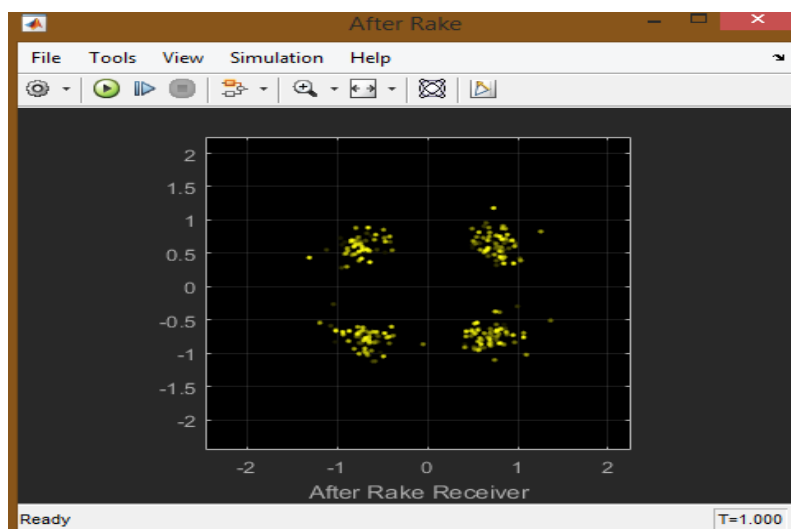 After Rake
File Tools View Simulation Help
2
1.5
1
0.5
0
-0.5
-1
-1.5
-2
-2 -1 0 1 2
After Rake Receiver
Ready T=1.000